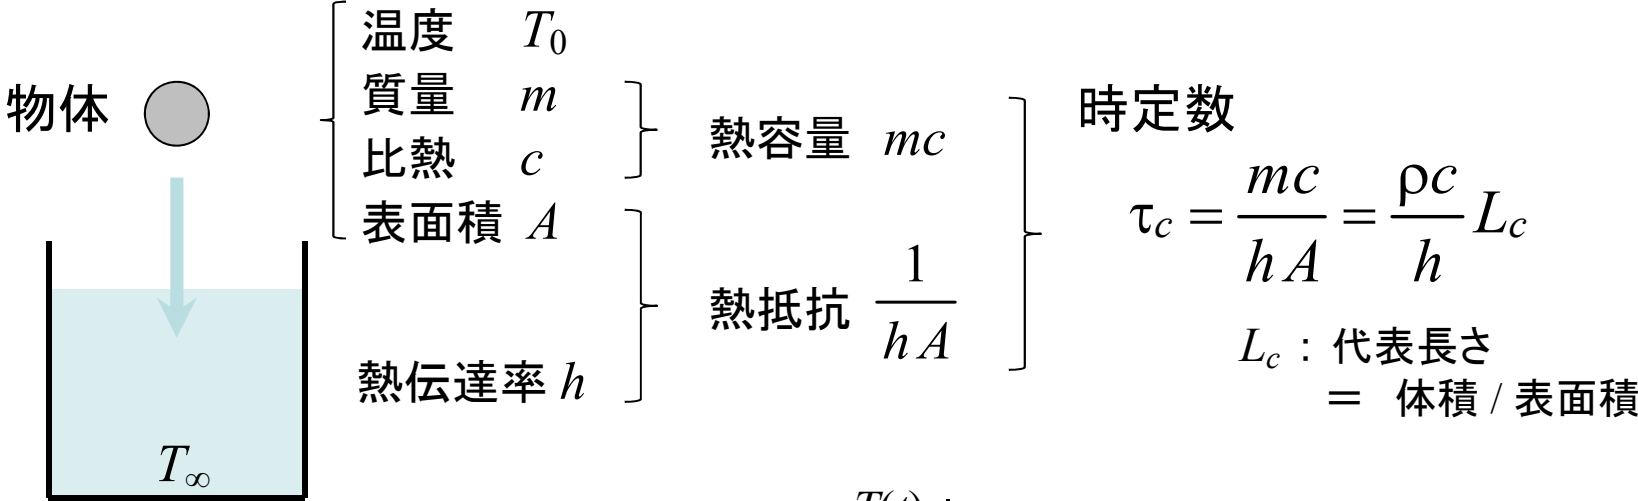 物体
温度 T₀
質量 m
比熱 c
表面積 A
熱伝達率 h
T∞
熱容量 mc
熱抵抗 1/(hA)
時定数
τc = mc/(hA) = (ρc/h) Lc
Lc : 代表長さ
= 体積 / 表面積